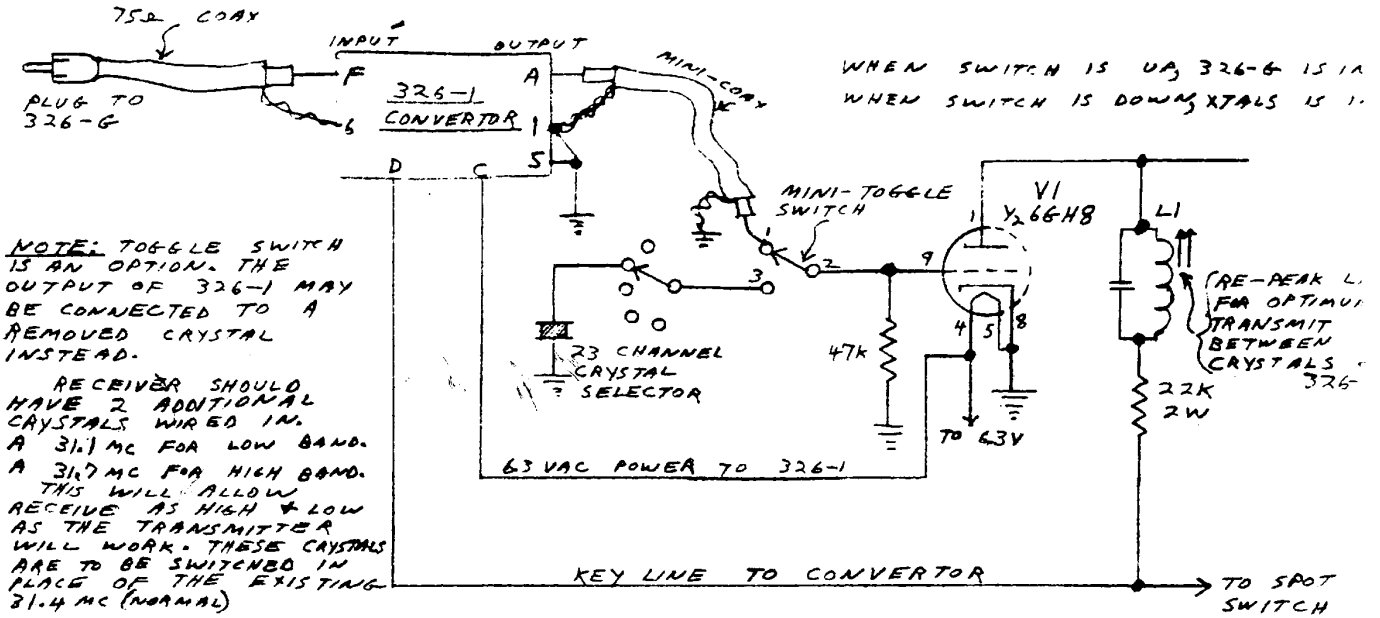 75Ω COAX
INPUT
OUTPUT
F
A
326-1
CONVERTOR
PLUG TO
326-G
6
1
S
D
C
MINI-COAX
WHEN SWITCH IS UP, 326-G IS
WHEN SWITCH IS DOWN, XTALS IS
MINI-TOGGLE
SWITCH
1
2
3
V1
½ 6GH8
1
9
4
5
8
L1
RE-PEAK
FOR
TRANSMIT
BETWEEN
CRYSTALS
326-
22K
2W
47K
TO 6.3V
23 CHANNEL
CRYSTAL
SELECTOR
NOTE: TOGGLE SWITCH
IS AN OPTION. THE
OUTPUT OF 326-1 MAY
BE CONNECTED TO A
REMOVED CRYSTAL
INSTEAD.
RECEIVER SHOULD
HAVE 2 ADDITIONAL
CRYSTALS WIRED IN.
A 31.1 MC FOR LOW BAND.
A 31.7 MC FOR HIGH BAND.
THIS WILL ALLOW
RECEIVE AS HIGH & LOW
AS THE TRANSMITTER
WILL WORK. THESE CRYSTALS
ARE TO BE SWITCHED IN
PLACE OF THE EXISTING
31.4 MC (NORMAL)
6.3 VAC POWER TO 326-1
KEY LINE TO CONVERTOR
TO SPOT
SWITCH